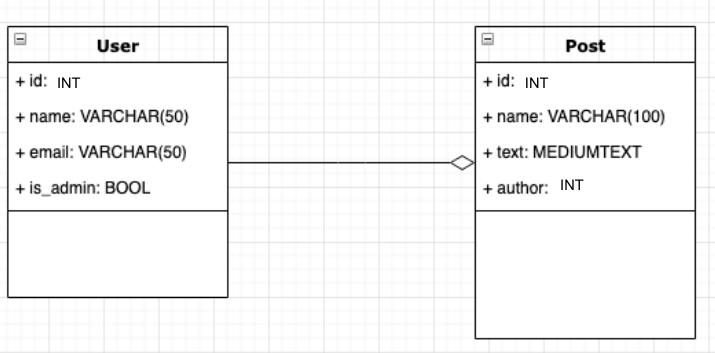 User
+ id: INT
+ name: VARCHAR(50)
+ email: VARCHAR(50)
+ is_admin: BOOL
Post
+ id: INT
+ name: VARCHAR(100)
+ text: MEDIUMTEXT
+ author: INT